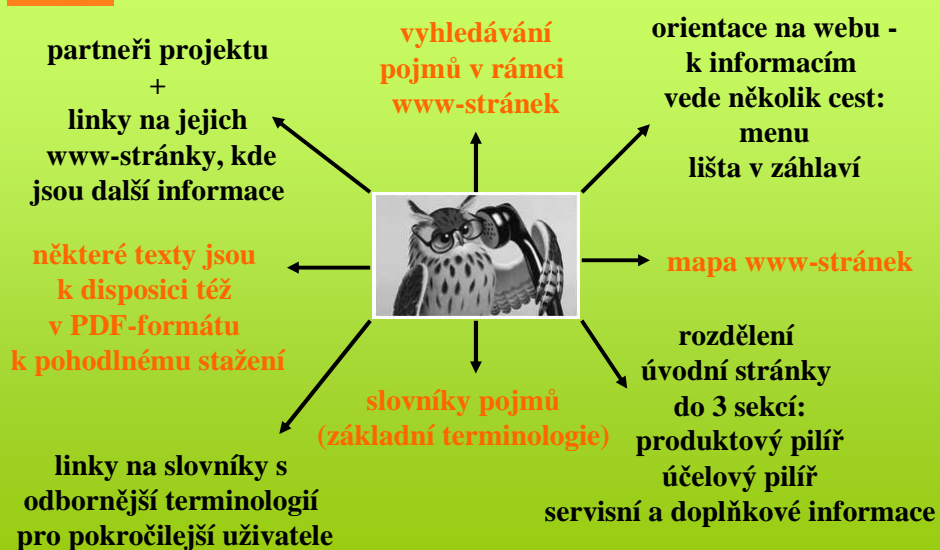 partneři projektu
+
linky na jejich
www-stránky, kde
jsou další informace
vyhledávání
pojmů v rámci
www-stránek
orientace na webu -
k informacím
vede několik cest:
menu
lišta v záhlaví
některé texty jsou
k disposici též
v PDF-formátu
k pohodlnému stažení
mapa www-stránek
linky na slovníky s
odbornější terminologií
pro pokročilejší uživatele
slovníky pojmů
(základní terminologie)
rozdělení
úvodní stránky
do 3 sekcí:
produktový pilíř
účelový pilíř
servisní a doplňkové informace